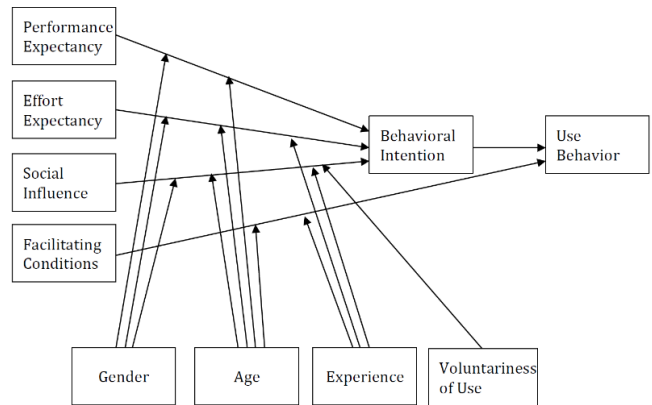 Performance
Expectancy
Effort
Expectancy
Behavioral
Intention
Use
Behavior
Social
Influence
Facilitating
Conditions
Gender
Age
Experience
Voluntariness
of Use